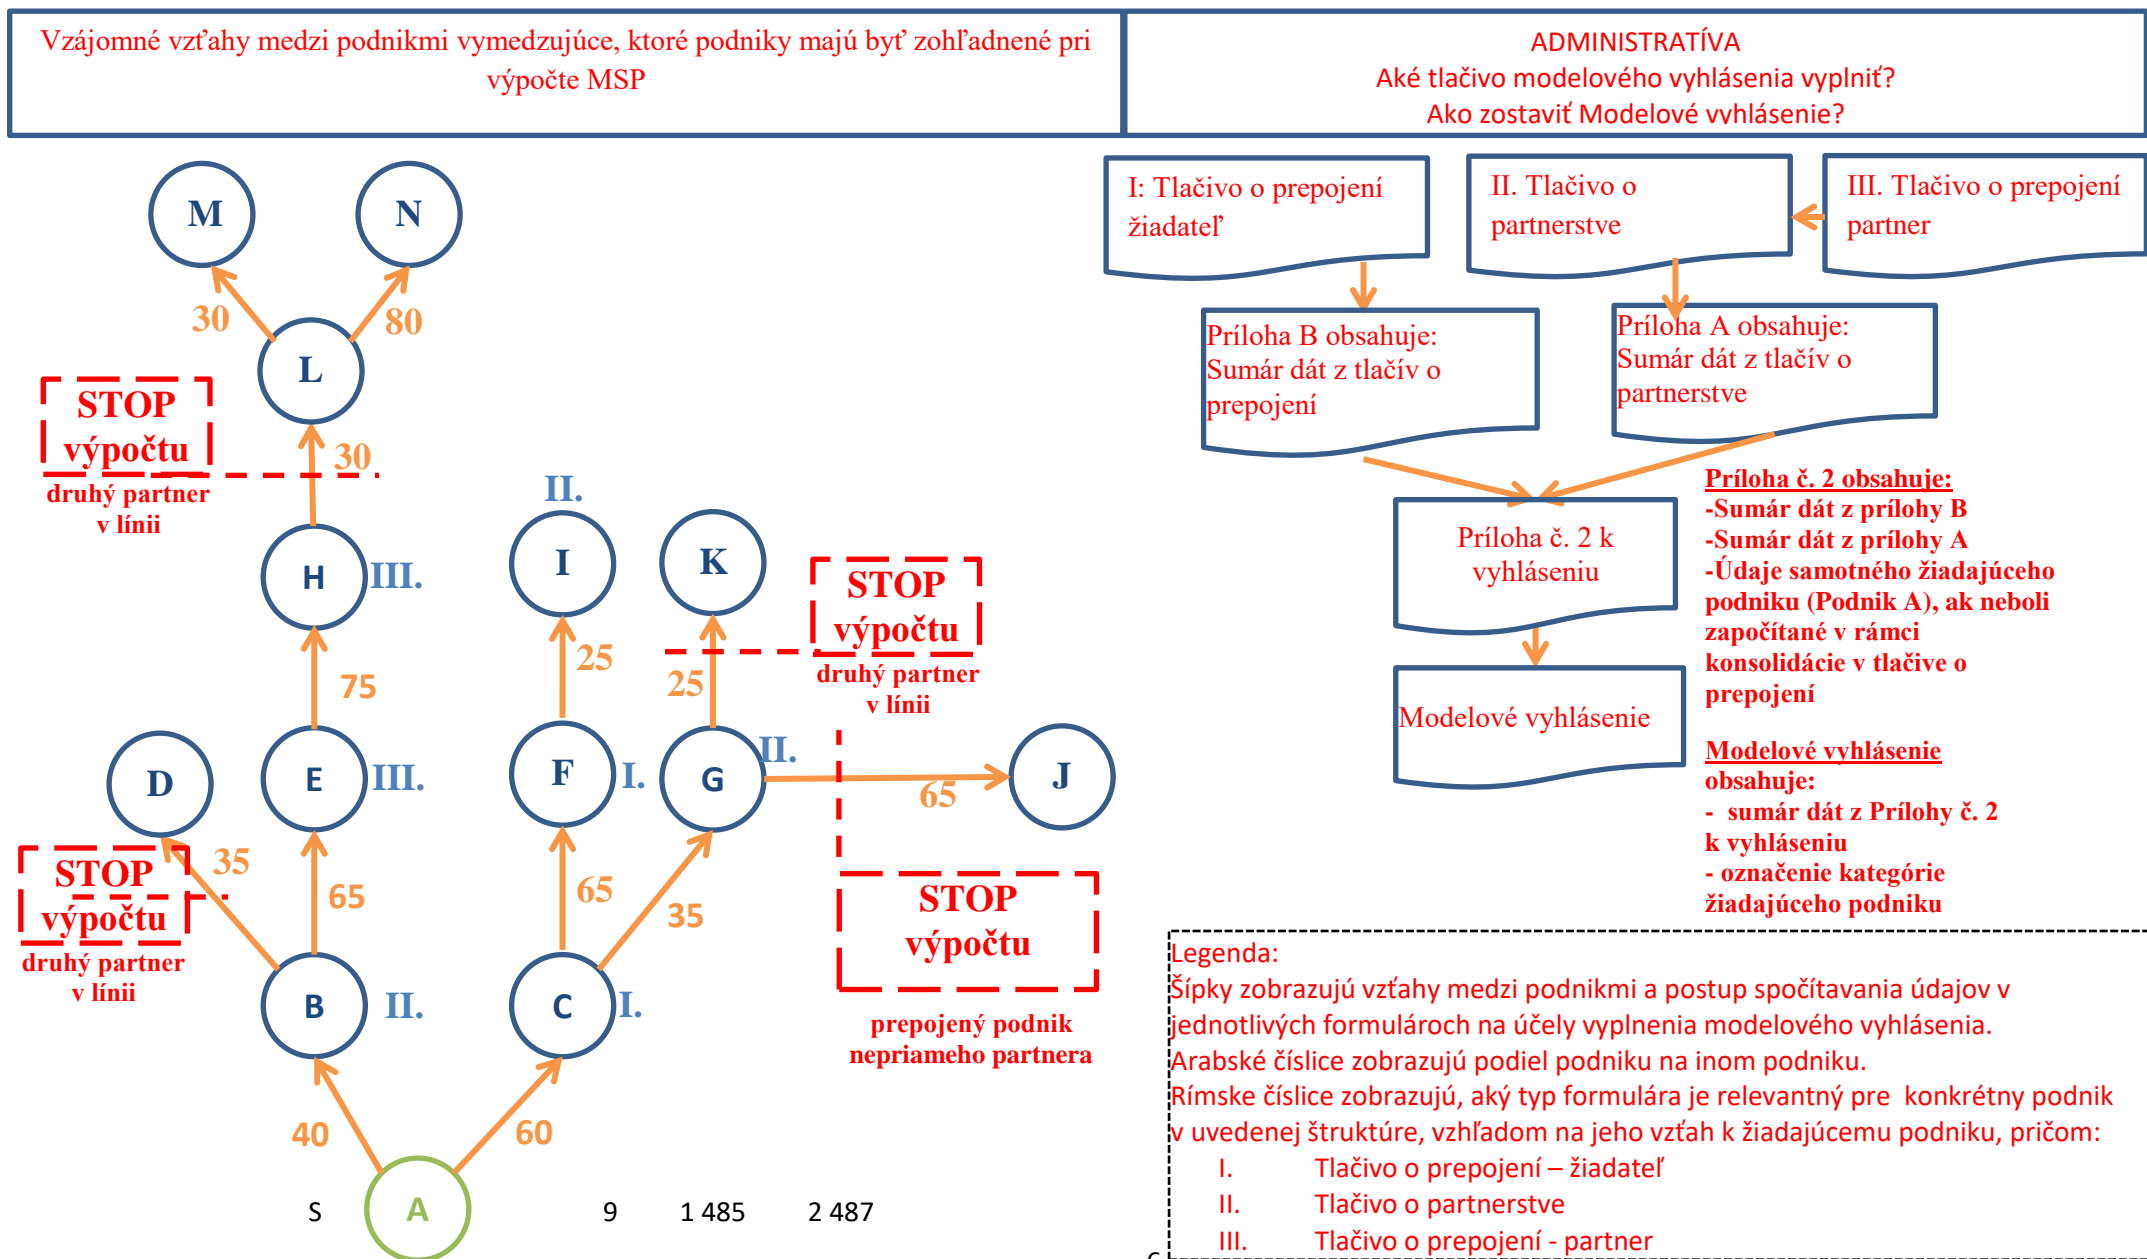 Vzájomné vzťahy medzi podnikmi vymedzujúce, ktoré podniky majú byť zohľadnené pri
výpočte MSP
ADMINISTRATÍVA
Aké tlačivo modelového vyhlásenia vyplniť?
Ako zostaviť Modelové vvhlásenie?
M
N
30
80
L
STOP
výpočtu
druhý partner
v línii
30
H
III.
75
D
E
III.
35
STOP
výpočtu
druhý partner
v línii
65
B
II.
40
II.
I
K
STOP
výpočtu
druhý partner
v línii
25
25
F
I.
G
II.
65
J
65
35
STOP
výpočtu
prepojený podnik
nepriameho partnera
C
I.
60
S
A
9
1 485
2 487
I: Tlačivo o prepojení
žiadateľ
II. Tlačivo o
partnerstve
III. Tlačivo o prepojení
partner
Príloha B obsahuje:
Sumár dát z tlačív o
prepojení
Príloha A obsahuje:
Sumár dát z tlačív o
partnerstve
Príloha č. 2 k
vyhláseniu
Modelové vyhlásenie
Príloha č. 2 obsahuje:
-Sumár dát z prílohy B
-Sumár dát z prílohy A
-Údaje samotného žiadajúceho
podniku (Podnik A), ak neboli
započítané v rámci
konsolidácie v tlačive o
prepojení
Modelové vyhlásenie
obsahuje:
- sumár dát z Prílohy č. 2
k vyhláseniu
- označenie kategórie
žiadajúceho podniku
Legenda:
Šípky zobrazujú vzťahy medzi podnikmi a postup spočítavania údajov v
jednotlivých formulároch na účely vyplnenia modelového vyhlásenia.
Arabské číslice zobrazujú podiel podniku na inom podniku.
Rímske číslice zobrazujú, aký typ formulára je relevantný pre konkrétny podnik
v uvedenej štruktúre, vzhľadom na jeho vzťah k žiadajúcemu podniku, pričom:
I. Tlačivo o prepojení – žiadateľ
II. Tlačivo o partnerstve
III. Tlačivo o prepojení - partner